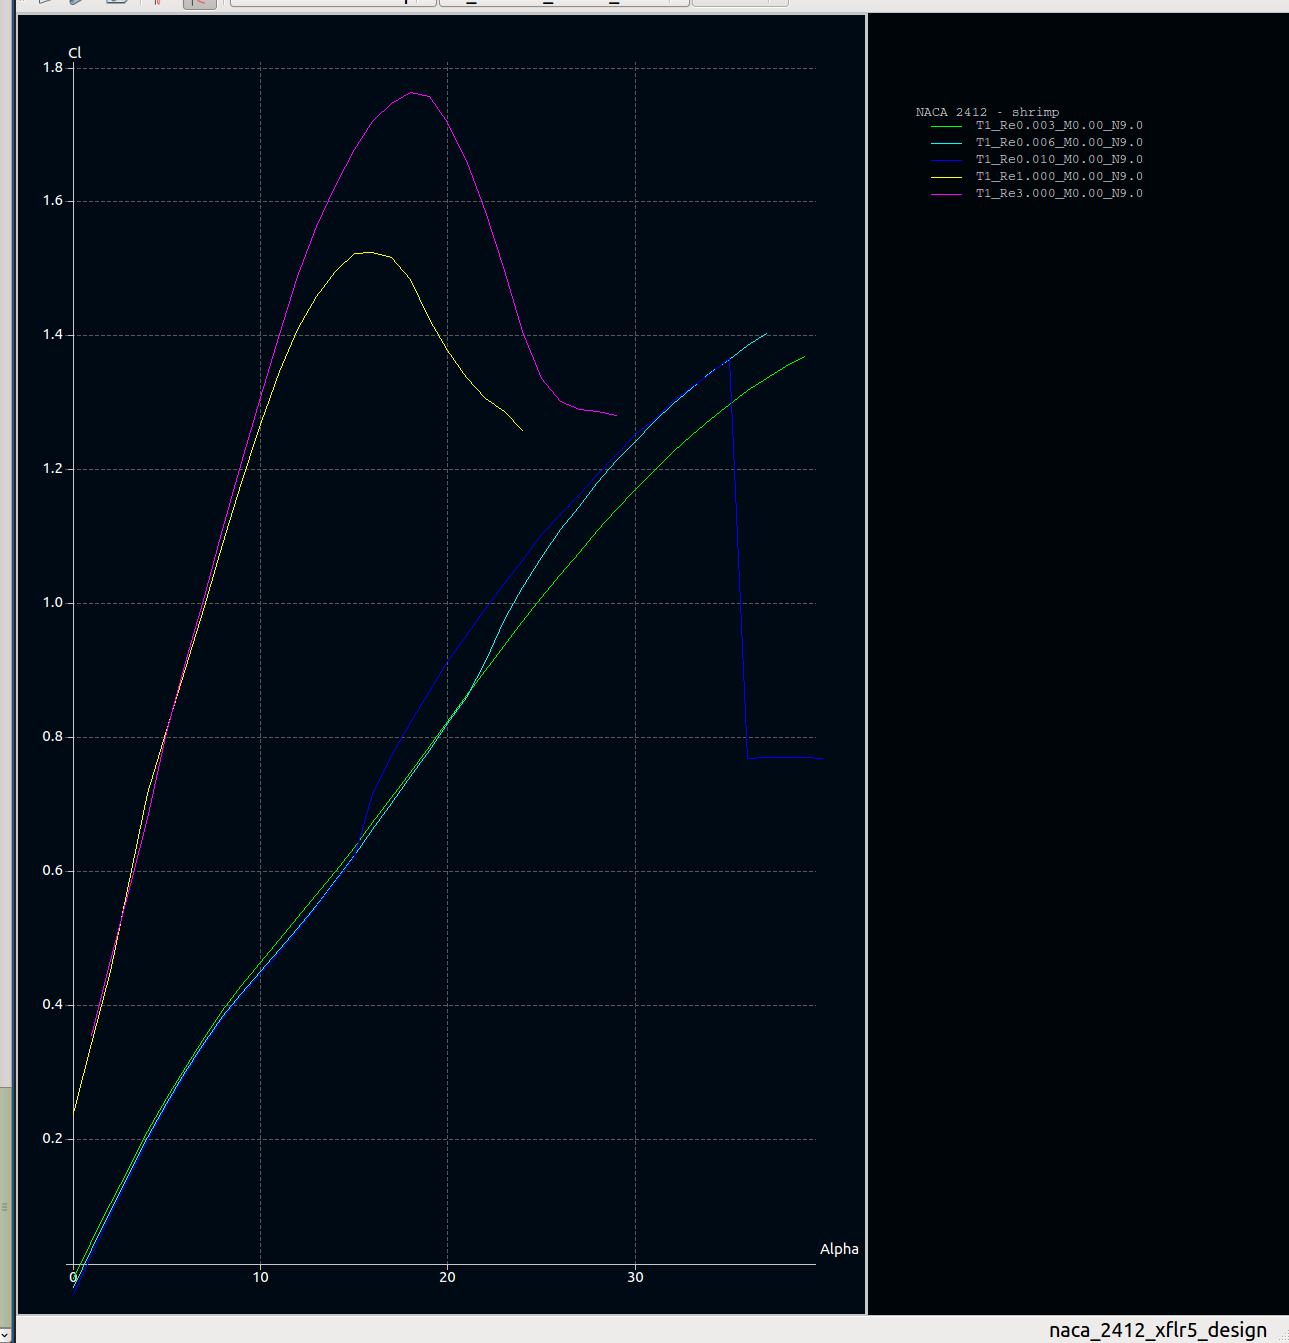 Cl
1.8
1.6
1.4
1.2
1.0
0.8
0.6
0.4
0.2
0
10
20
30
Alpha
NACA 2412 - shrimp
T1_Re0.003_M0.00_N9.0
T1_Re0.006_M0.00_N9.0
T1_Re0.010_M0.00_N9.0
T1_Re1.000_M0.00_N9.0
T1_Re3.000_M0.00_N9.0
naca_2412_xflr5_design